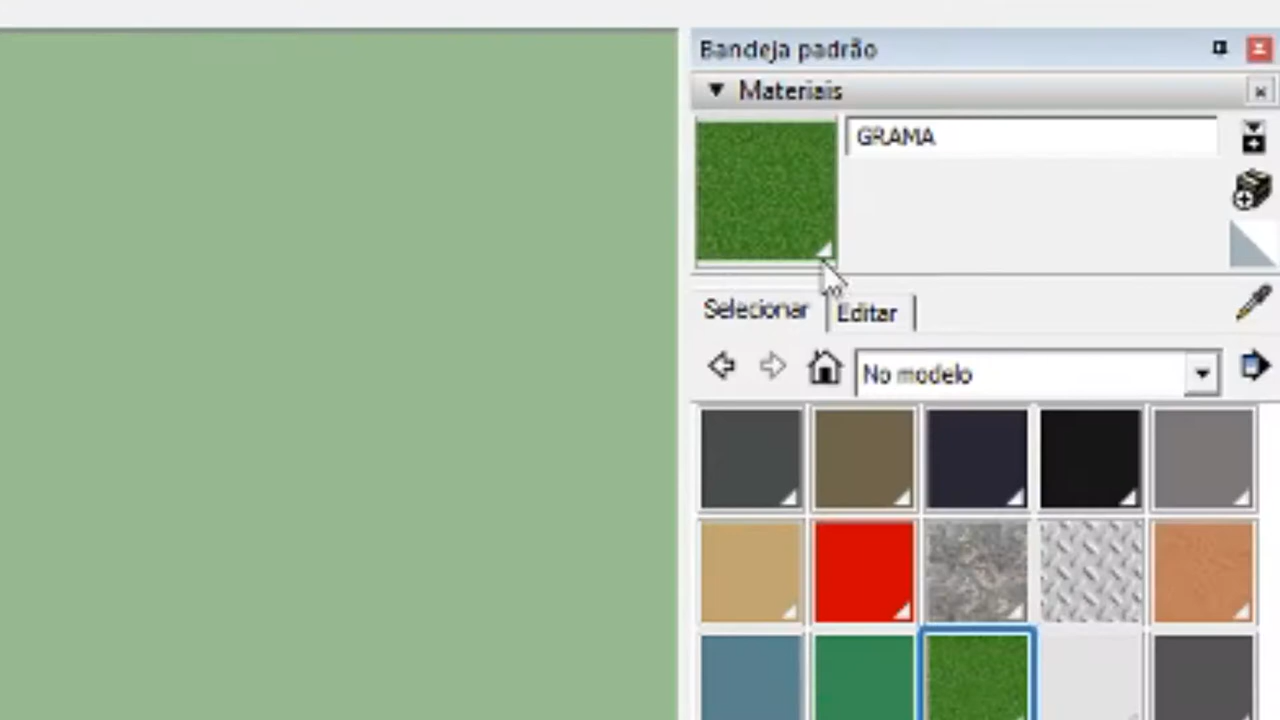 Bandeja padrão
Materiais
GRAMA
Selecionar
Editar
No modelo